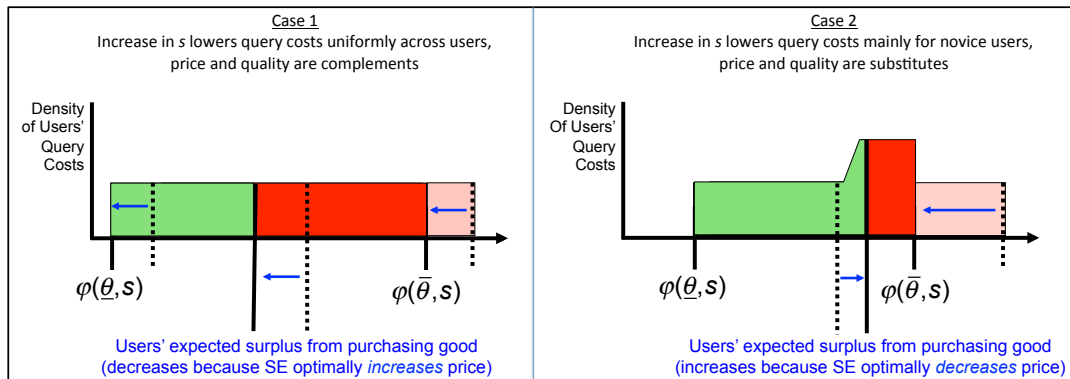 Case 1
Increase in s lowers query costs uniformly across users,
price and quality are complements
Density
of Users'
Query
Costs
φ(θ,s)
φ(θ̅,s)
Users' expected surplus from purchasing good
(decreases because SE optimally increases price)
Case 2
Increase in s lowers query costs mainly for novice users,
price and quality are substitutes
Density
Of Users'
Query
Costs
φ(θ,s)
φ(θ̅,s)
Users' expected surplus from purchasing good
(increases because SE optimally decreases price)